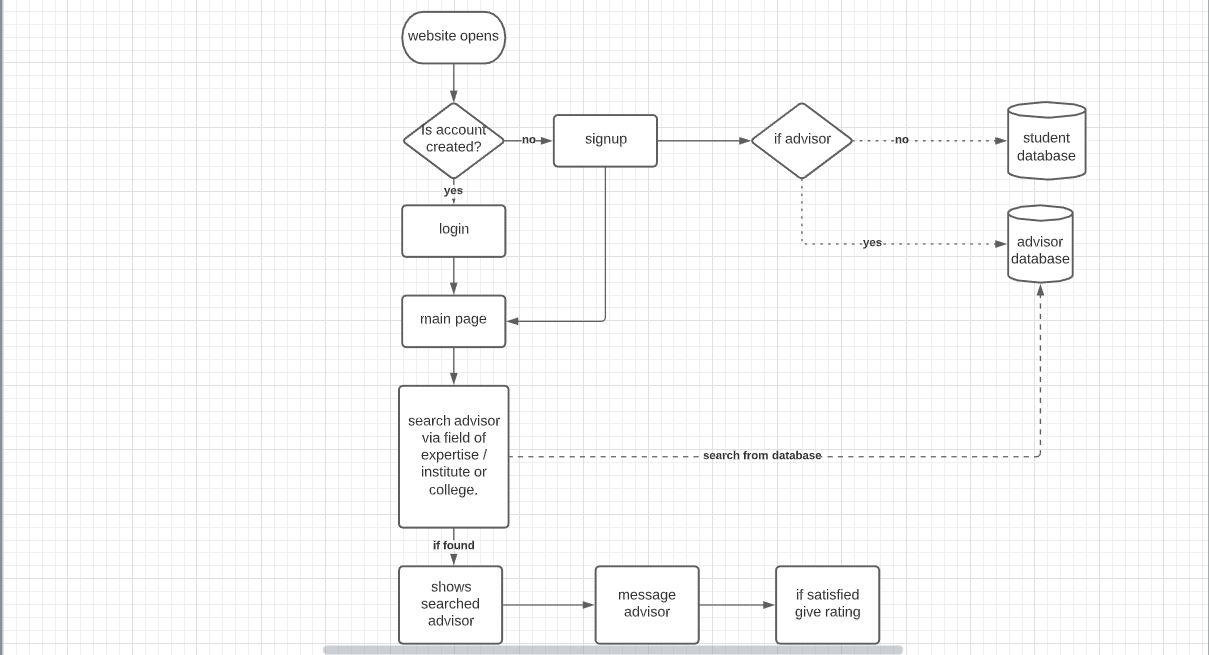 website opens
Is account
created?
no
signup
if advisor
no
student
database
yes
login
yes
advisor
database
main page
search advisor
via field of
expertise /
institute or
college.
search from database
if found
shows
searched
advisor
message
advisor
if satisfied
give rating